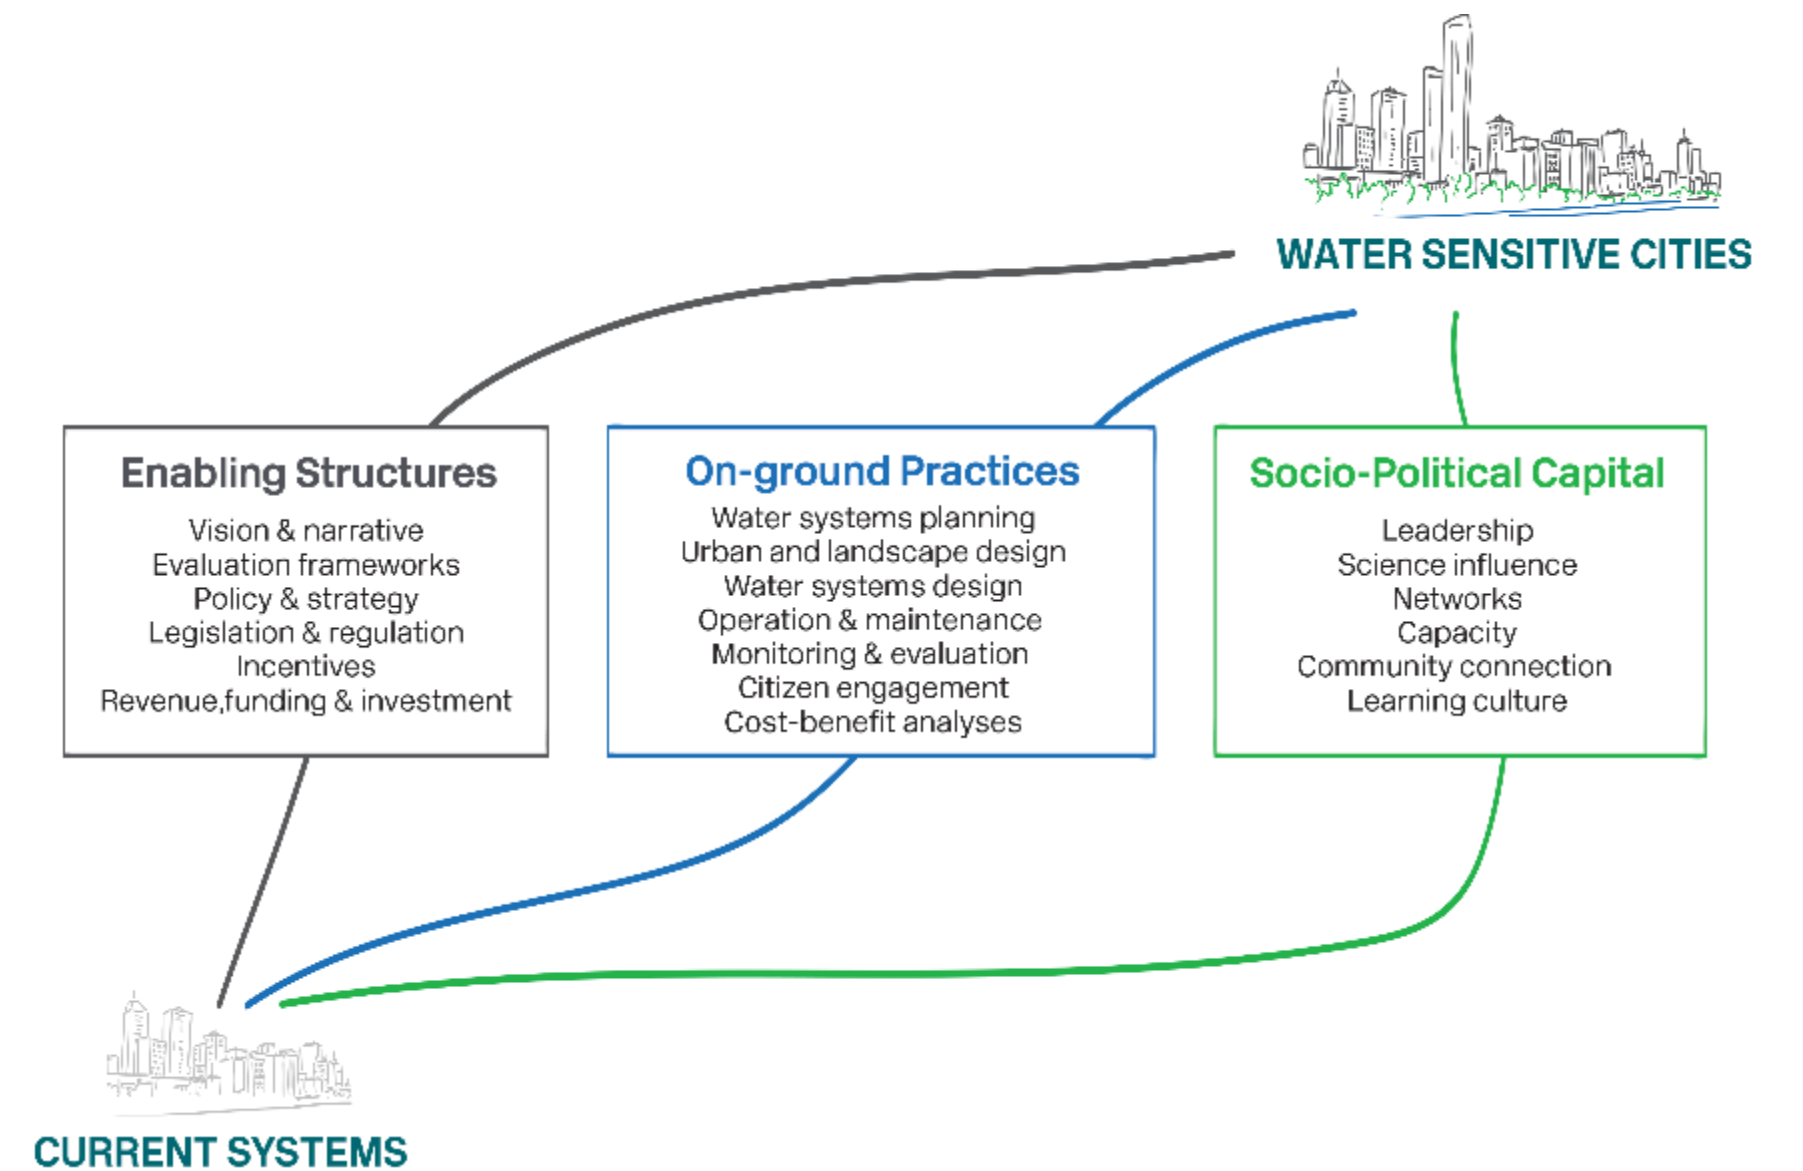 WATER SENSITIVE CITIES
Enabling Structures
Vision & narrative
Evaluation frameworks
Policy & strategy
Legislation & regulation
Incentives
Revenue,funding & investment
On-ground Practices
Water systems planning
Urban and landscape design
Water systems design
Operation & maintenance
Monitoring & evaluation
Citizen engagement
Cost-benefit analyses
Socio-Political Capital
Leadership
Science influence
Networks
Capacity
Community connection
Learning culture
CURRENT SYSTEMS